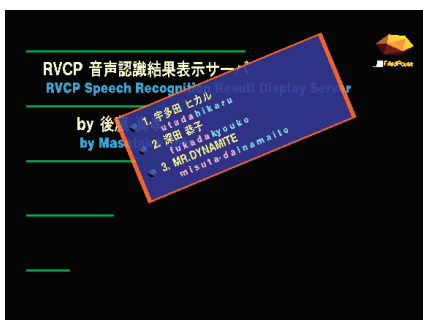 RVCP 音声認識結果表示サーバ
RVCP Speech Recognition Result Display Server
by 後
by Mas
1. 宇多田 ヒカル
utadahikaru
2. 深田 恭子
fukadakyouko
3. MR.DYNAMITE
misuta-dainamaito